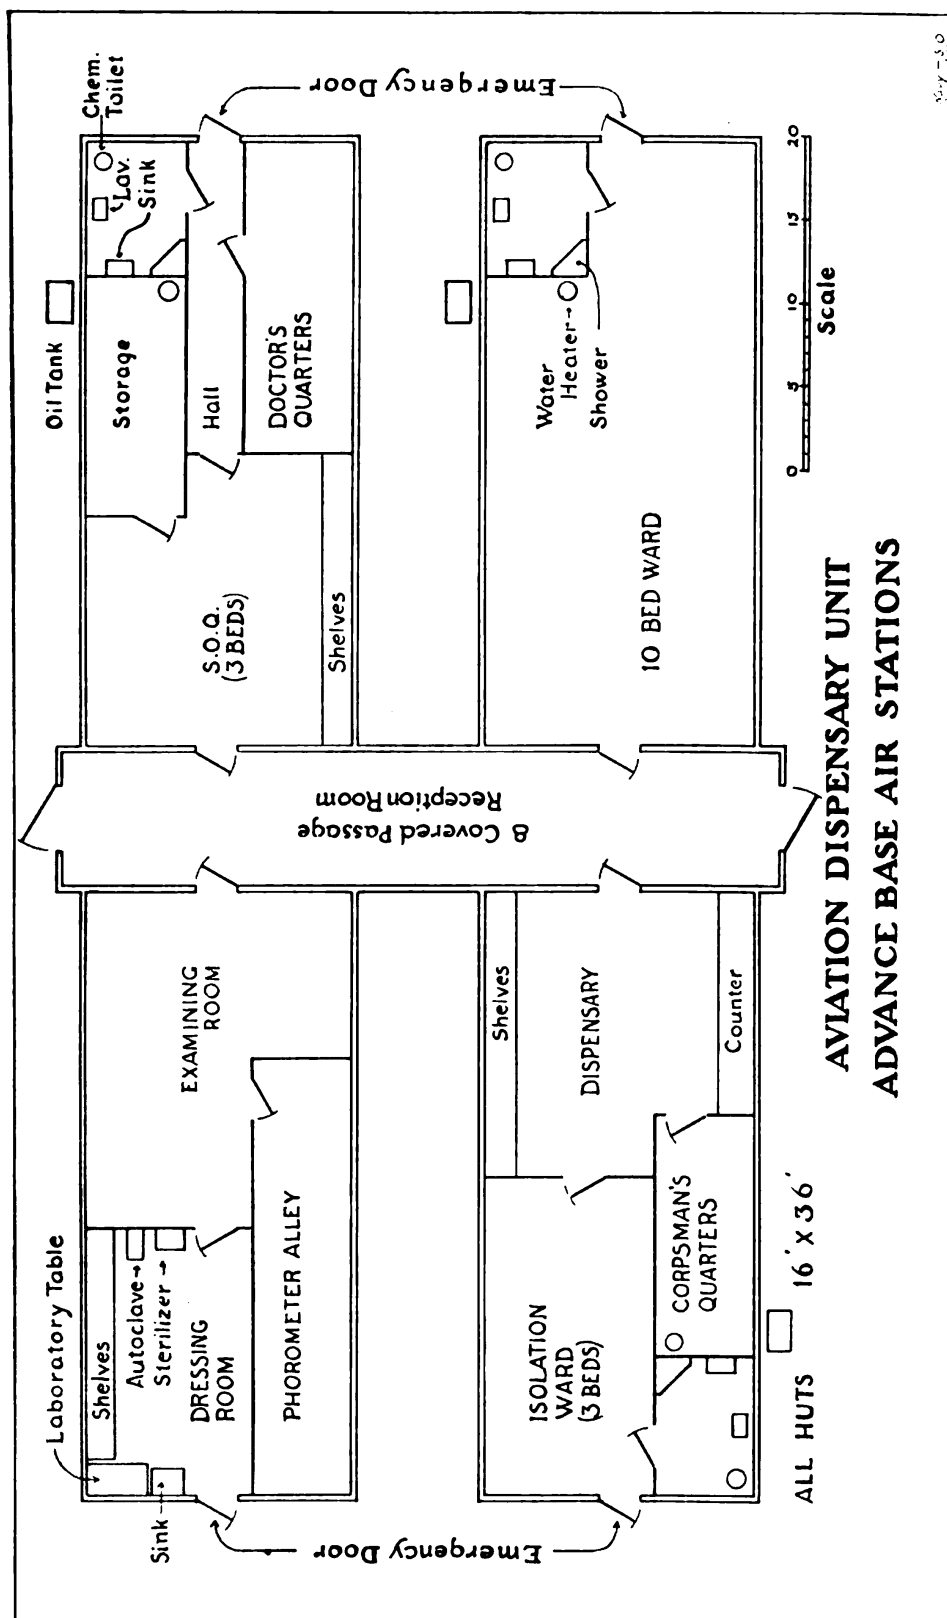 Laboratory Table
Shelves
Autoclave→
Sterilizer→
DRESSING
ROOM
Sink
PHOROMETER ALLEY
EXAMINING
ROOM
Emergency Door
Reception Room
& Covered Passage
S.O.Q.
(3 BEDS)
Shelves
Oil Tank
Storage
Hall
DOCTOR'S
QUARTERS
Chem.
Toilet
Lav.
Sink
Emergency Door
ISOLATION
WARD
(3 BEDS)
CORPSMAN'S
QUARTERS
Shelves
DISPENSARY
Counter
10 BED WARD
Water
Heater→
Shower
0 5 10 15 20
Scale
ALL HUTS 16' X 36'
AVIATION DISPENSARY UNIT
ADVANCE BASE AIR STATIONS